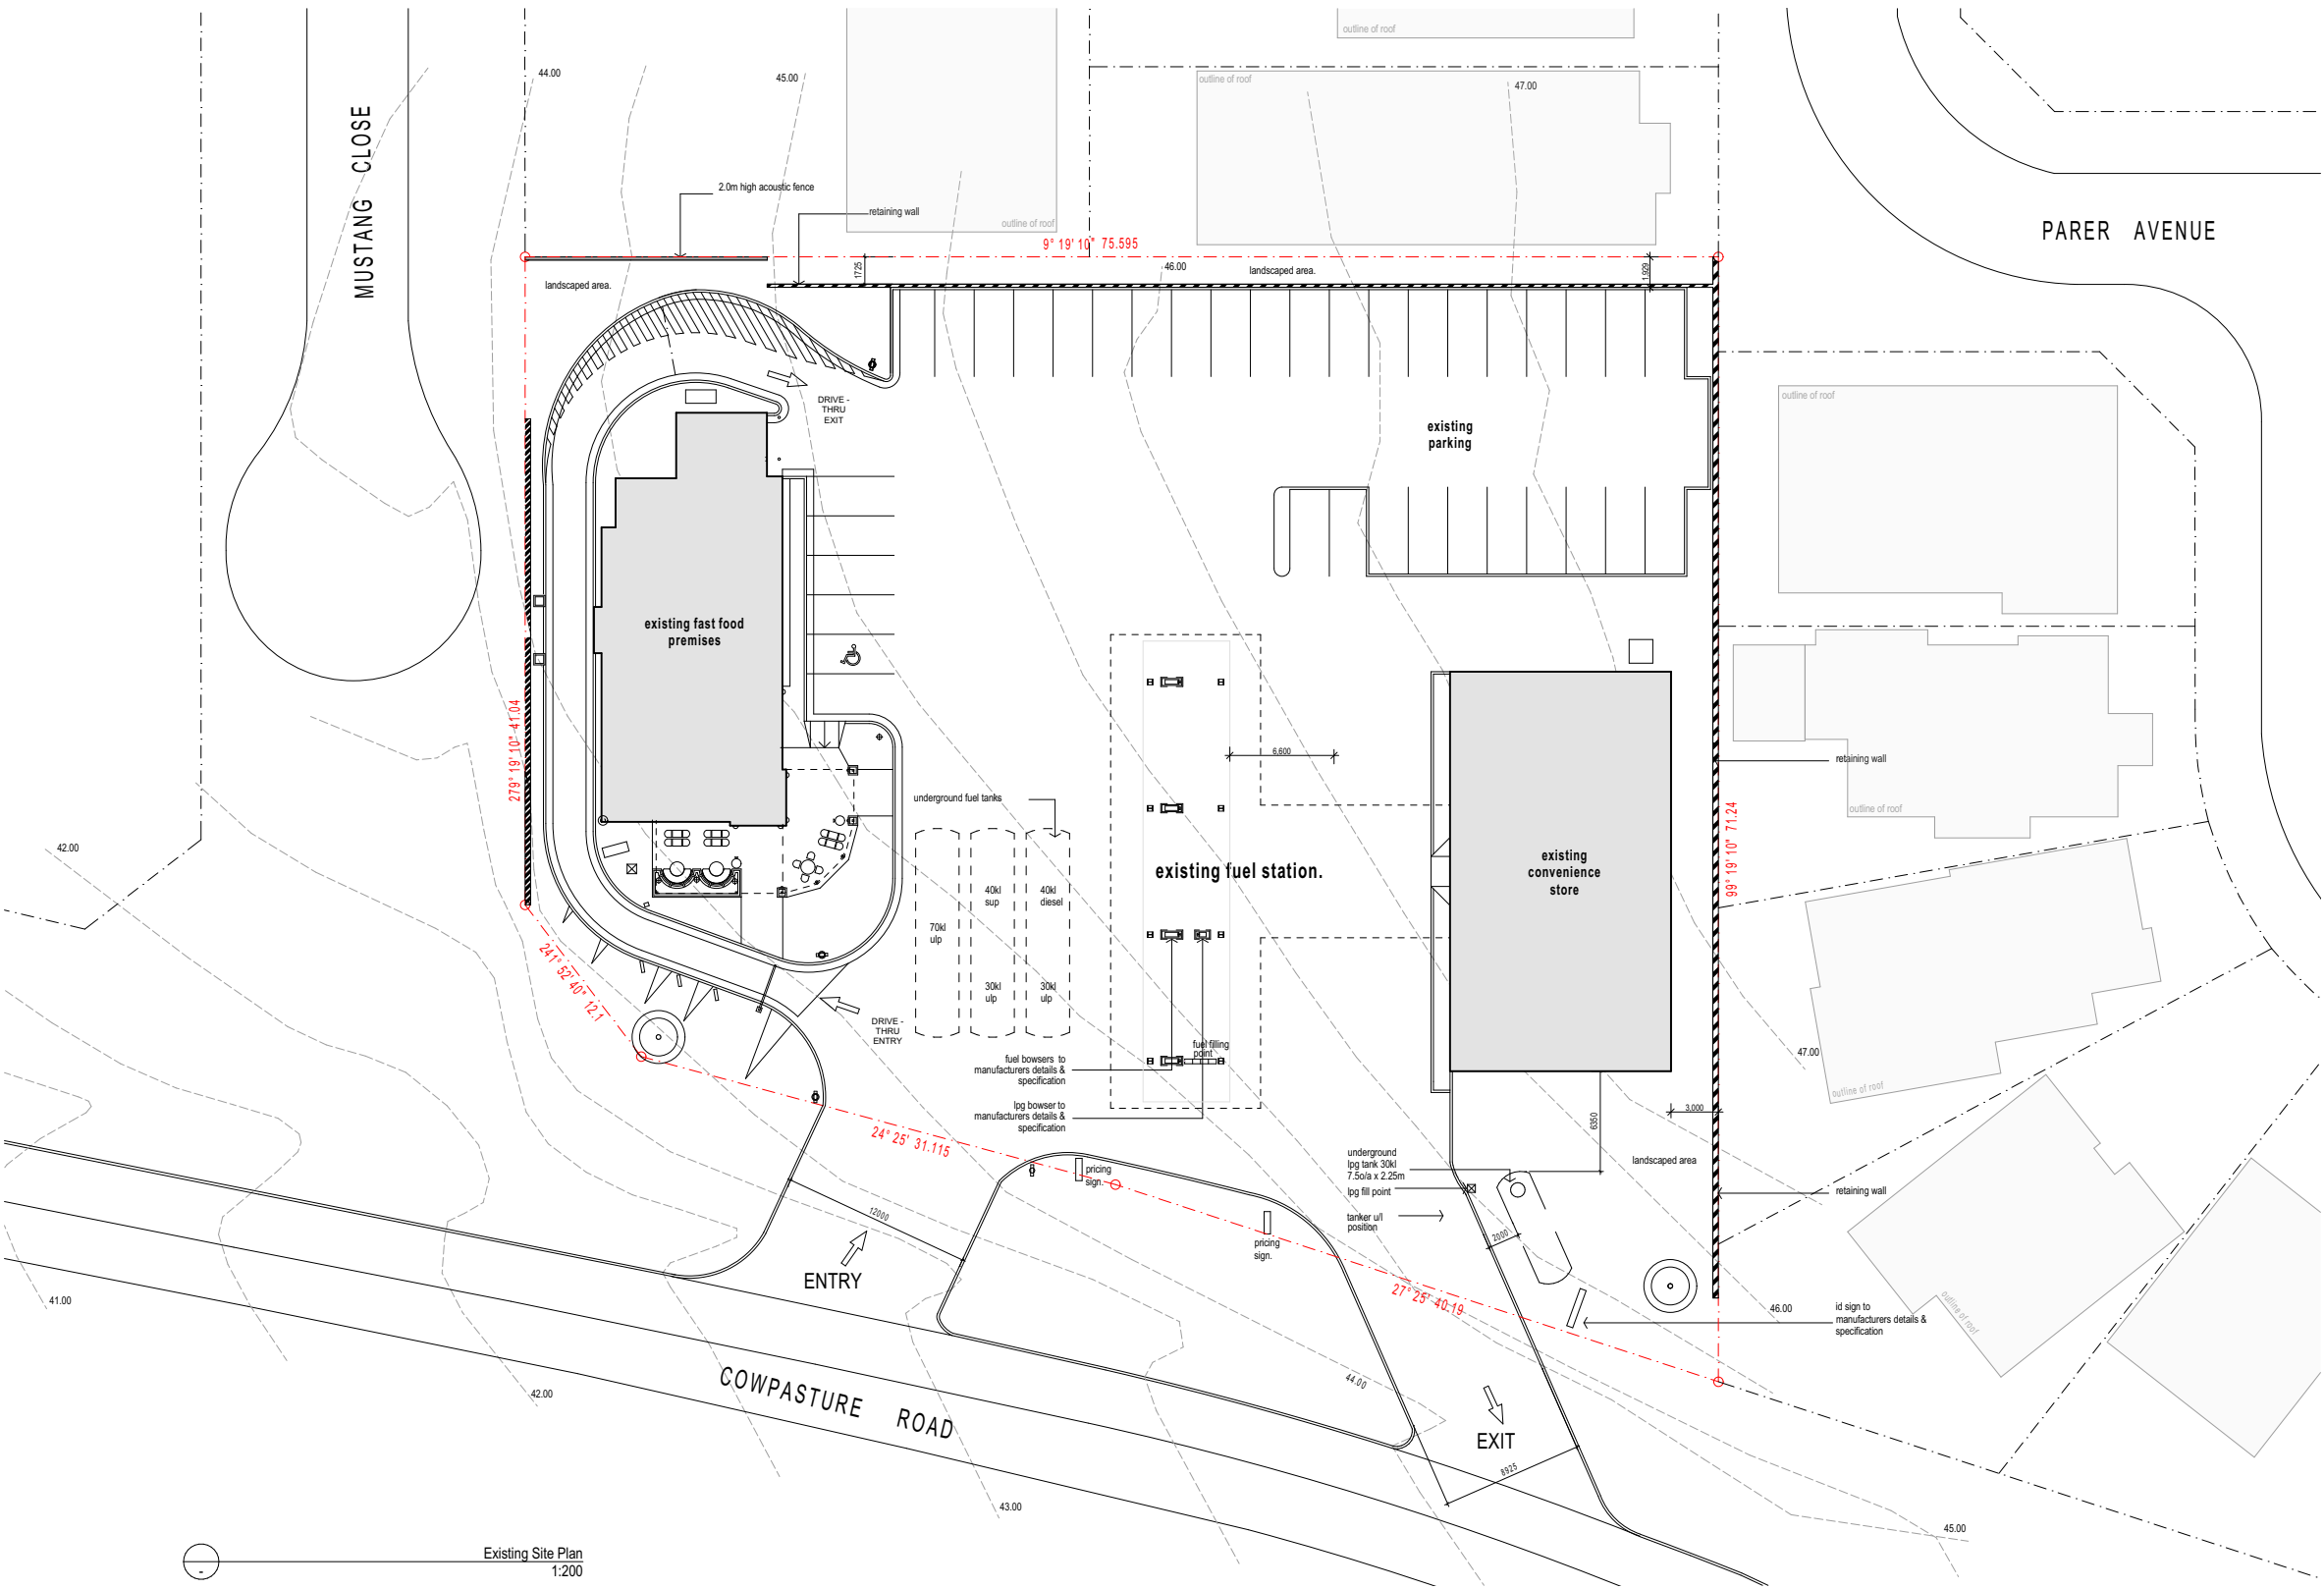 outline of roof
44.00
45.00
outline of roof
47.00
MUSTANG CLOSE
2.0m high acoustic fence
retaining wall
outline of roof
PARER AVENUE
9° 19' 10" 75.595
1725
46.00
landscaped area.
1,929
landscaped area.
DRIVE -
THRU
EXIT
outline of roof
existing
parking
existing fast food
premises
279° 19' 10" 41.04
6,600
retaining wall
underground fuel tanks
99° 19' 10" 71.24
outline of roof
42.00
existing fuel station.
existing
convenience
store
40kl
sup
40kl
diesel
70kl
ulp
30kl
ulp
30kl
ulp
241° 52' 40" 12.1
DRIVE -
THRU
ENTRY
fuel filling
point
fuel bowsers to
manufacturers details &
specification
47.00
outline of roof
lpg bowser to
manufacturers details &
specification
3,000
6350
24° 25' 31.115
underground
lpg tank 30kl
7.5o/a x 2.25m
lpg fill point
landscaped area
pricing
sign.
retaining wall
tanker u/l
position
12000
2000
pricing
sign.
ENTRY
27° 25' 40.19
41.00
46.00
id sign to
manufacturers details &
specification
outline of roof
COWPASTURE ROAD
42.00
44.00
EXIT
8925
43.00
45.00
Existing Site Plan
1:200
-